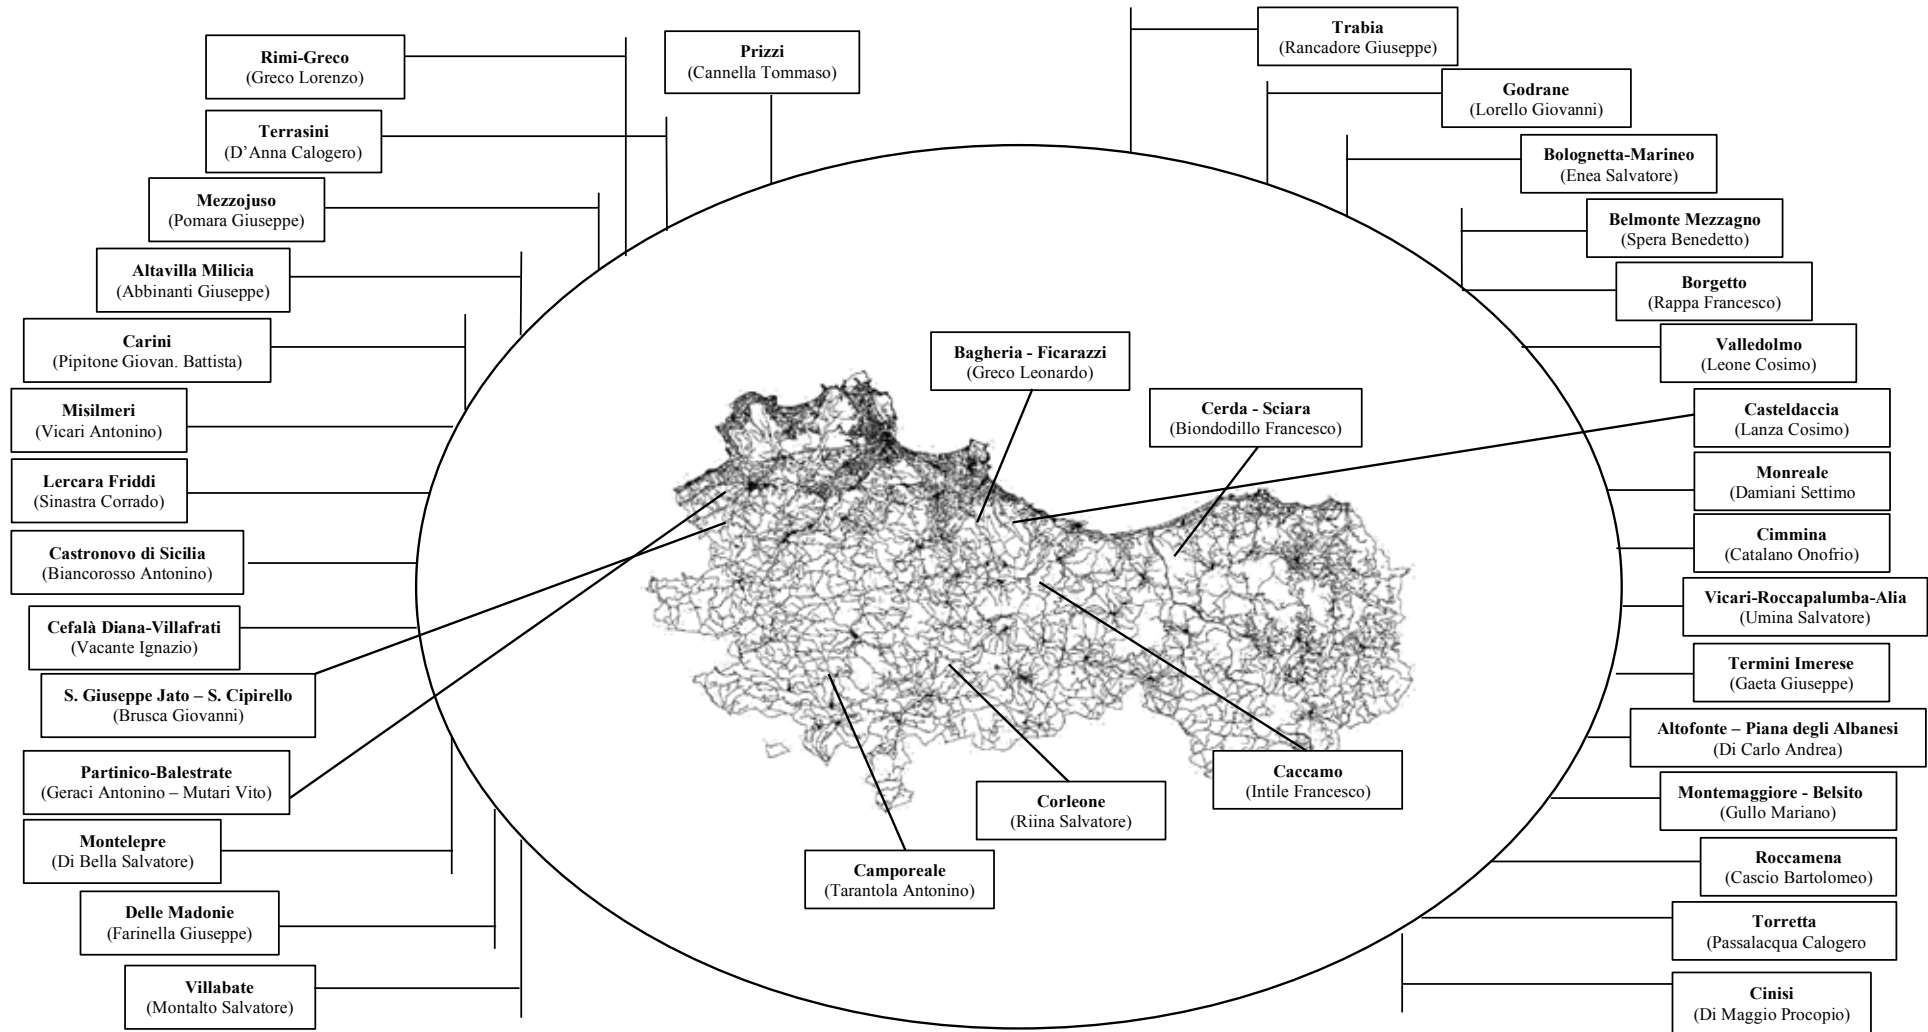 Rimi-Greco
(Greco Lorenzo)
Prizzi
(Cannella Tommaso)
Trabia
(Rancadore Giuseppe)
Terrasini
(D’Anna Calogero)
Godrane
(Lorello Giovanni)
Mezzojuso
(Pomara Giuseppe)
Bolognetta-Marineo
(Enea Salvatore)
Altavilla Milicia
(Abbinanti Giuseppe)
Belmonte Mezzagno
(Spera Benedetto)
Borgetto
(Rappa Francesco)
Carini
(Pipitone Giovan. Battista)
Valledolmo
(Leone Cosimo)
Bagheria - Ficarazzi
(Greco Leonardo)
Misilmeri
(Vicari Antonino)
Cerda - Sciara
(Biondodillo Francesco)
Casteldaccia
(Lanza Cosimo)
Lercara Friddi
(Sinastra Corrado)
Monreale
(Damiani Settimo
Castronovo di Sicilia
(Biancorosso Antonino)
Cimmina
(Catalano Onofrio)
Cefalà Diana-Villafrati
(Vacante Ignazio)
Vicari-Roccapalumba-Alia
(Umina Salvatore)
S. Giuseppe Jato – S. Cipirello
(Brusca Giovanni)
Termini Imerese
(Gaeta Giuseppe)
Altofonte – Piana degli Albanesi
(Di Carlo Andrea)
Partinico-Balestrate
(Geraci Antonino – Mutari Vito)
Caccamo
(Intile Francesco)
Corleone
(Riina Salvatore)
Montemaggiore - Belsito
(Gullo Mariano)
Montelepre
(Di Bella Salvatore)
Camporeale
(Tarantola Antonino)
Roccamena
(Cascio Bartolomeo)
Delle Madonie
(Farinella Giuseppe)
Torretta
(Passalacqua Calogero
Villabate
(Montalto Salvatore)
Cinisi
(Di Maggio Procopio)